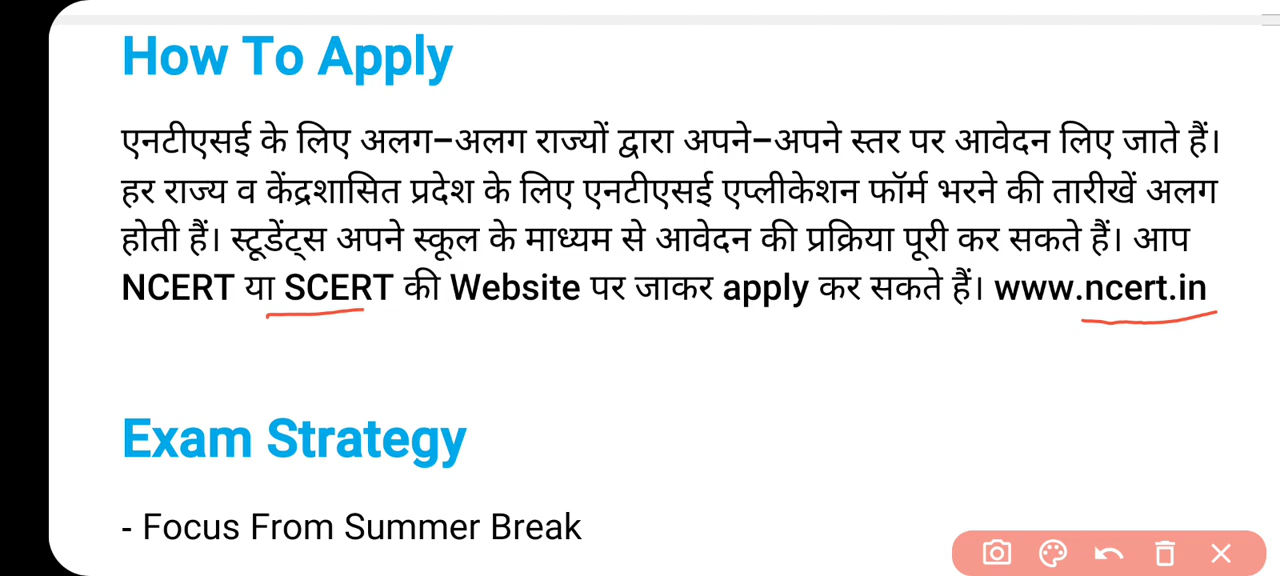 How To Apply
एनटीएसई के लिए अलग–अलग राज्यों द्वारा अपने–अपने स्तर पर आवेदन लिए जाते हैं।
हर राज्य व केंद्रशासित प्रदेश के लिए एनटीएसई एप्लीकेशन फॉर्म भरने की तारीखें अलग
होती हैं। स्टूडेंट्स अपने स्कूल के माध्यम से आवेदन की प्रक्रिया पूरी कर सकते हैं। आप
NCERT या SCERT की Website पर जाकर apply कर सकते हैं। www.ncert.in
Exam Strategy
- Focus From Summer Break